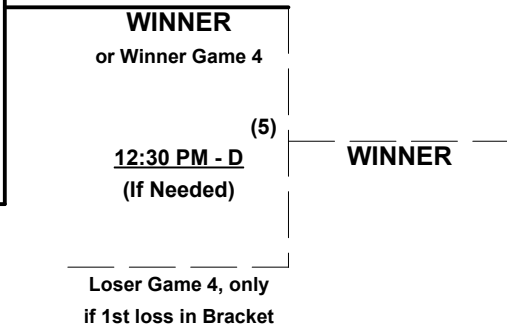 WINNER
or Winner Game 4
(5)
12:30 PM - D
WINNER
(If Needed)
Loser Game 4, only
if 1st loss in Bracket